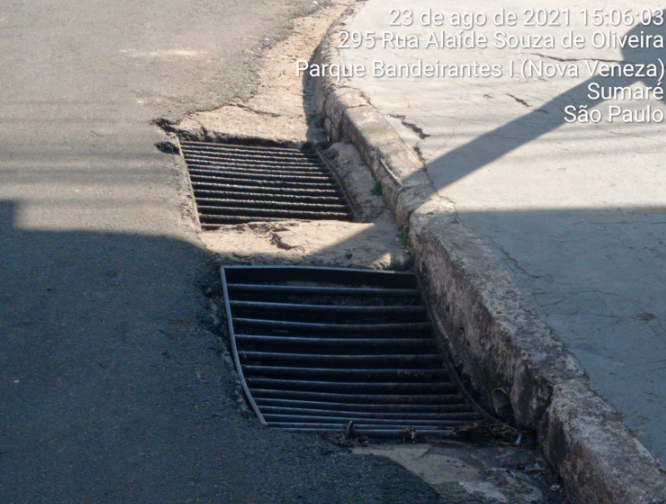 23 de ago de 2021 15:06:03
295 Rua Alaíde Souza de Oliveira
Parque Bandeirantes I (Nova Veneza)
Sumaré
São Paulo